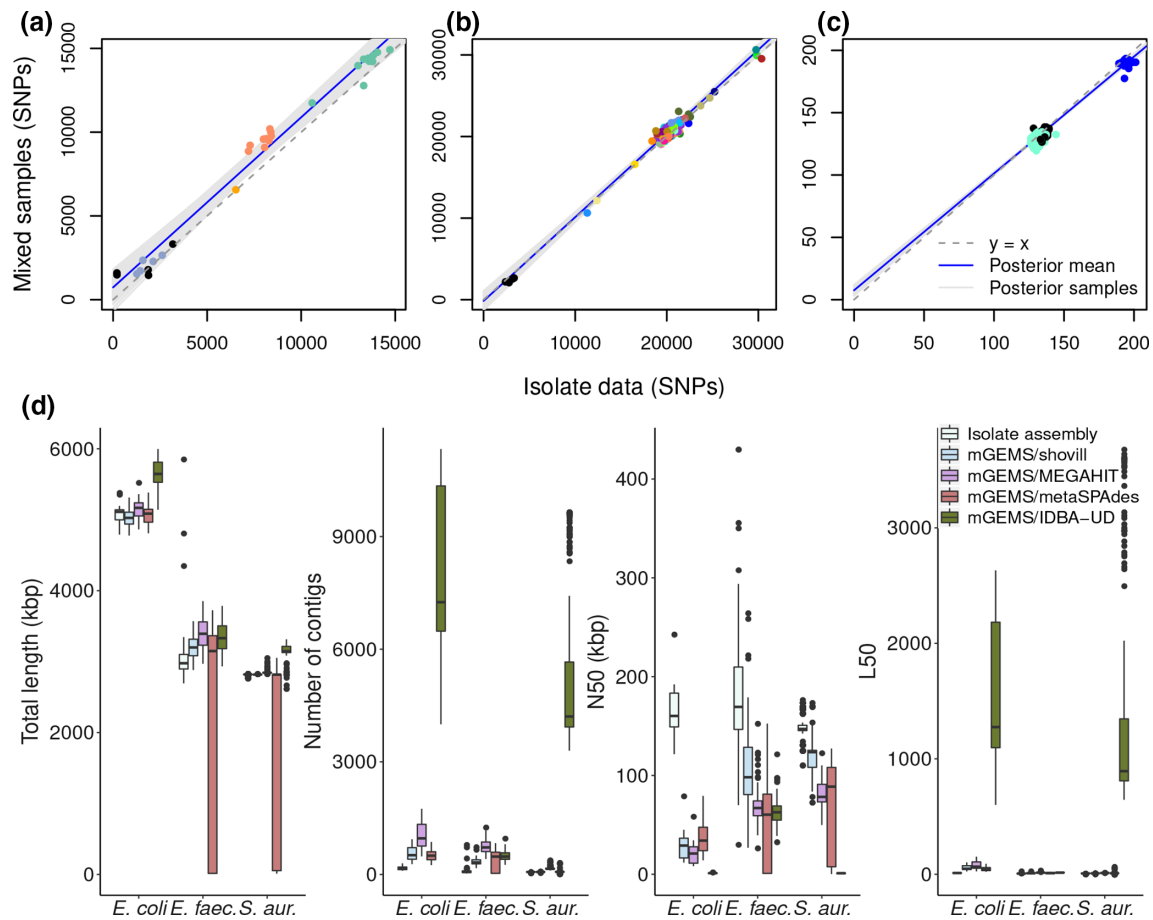 (a)
(b)
(c)
Mixed samples (SNPs)
0
5000
10000
15000
0
5000
10000
15000
0
10000
20000
30000
0
10000
20000
30000
0
50
100
150
200
0
50
100
150
200
y = x
Posterior mean
Posterior samples
Isolate data (SNPs)
(d)
Total length (kbp)
6000
4000
2000
0
E. coli E. faec. S. aur.
Number of contigs
9000
6000
3000
0
E. coli E. faec. S. aur.
N50 (kbp)
400
300
200
100
0
E. coli E. faec. S. aur.
L50
3000
2000
1000
0
E. coli E. faec. S. aur.
Isolate assembly
mGEMS/shovill
mGEMS/MEGAHIT
mGEMS/metaSPAdes
mGEMS/IDBA−UD